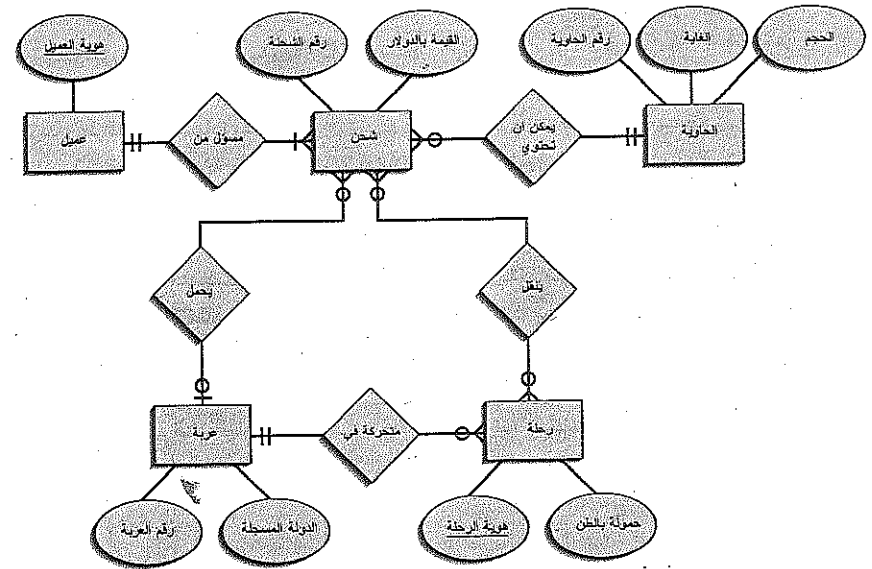 الحجم
الغاية
رقم الحاوية
القيمة بالدولار
رقم الشحنة
هوية العميل
الحاوية
يمكن ان
تحتوي
شحن
مسؤل من
عميل
ينقل
يحمل
رحلة
متحركة في
عربة
حمولة بالطن
هوية الرحلة
الدولة المسجلة
رقم العربة